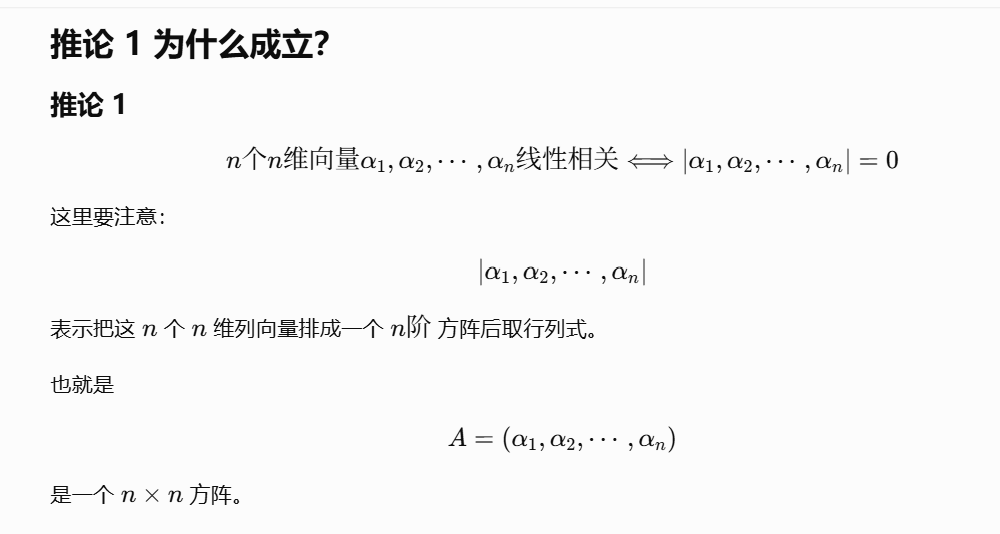 推论 1 为什么成立？
推论 1
n个n维向量α₁, α₂, ⋯ , αₙ线性相关 ⟺ |α₁, α₂, ⋯ , αₙ| = 0
这里要注意：
|α₁, α₂, ⋯ , αₙ|
表示把这 n 个 n 维列向量排成一个 n阶 方阵后取行列式。
也就是
A = (α₁, α₂, ⋯ , αₙ)
是一个 n × n 方阵。